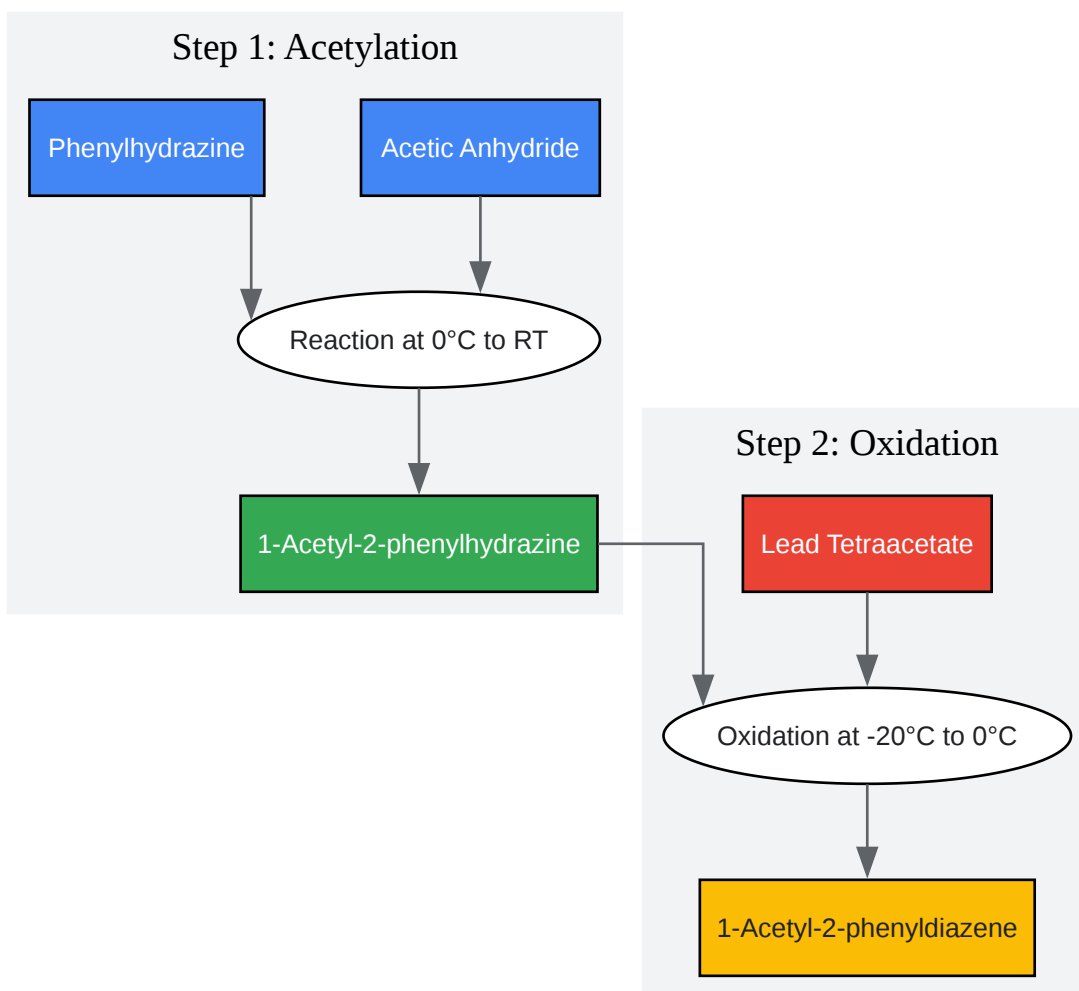 Step 1: Acetylation
Phenylhydrazine
Acetic Anhydride
Reaction at 0°C to RT
1-Acetyl-2-phenylhydrazine
Step 2: Oxidation
Lead Tetraacetate
Oxidation at -20°C to 0°C
1-Acetyl-2-phenyldiazene